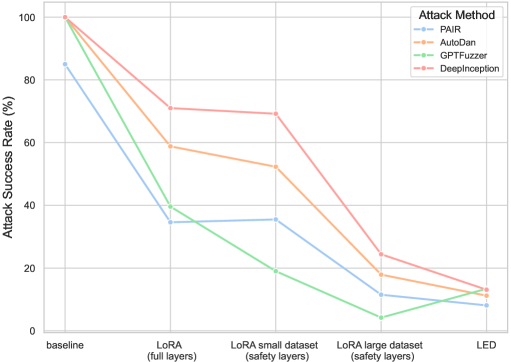 Attack Success Rate (%)
100
80
60
40
20
0
Attack Method
PAIR
AutoDan
GPTFuzzer
DeepInception
baseline
LoRA
(full layers)
LoRA small dataset
(safety layers)
LoRA large dataset
(safety layers)
LED